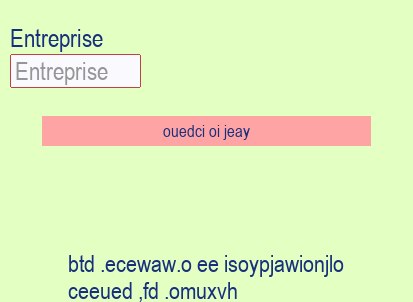 Entreprise
Entreprise
ouedci oi jeay
btd .ecewaw.o ee isoypjawionjlo
ceeued ,fd .omuxvh